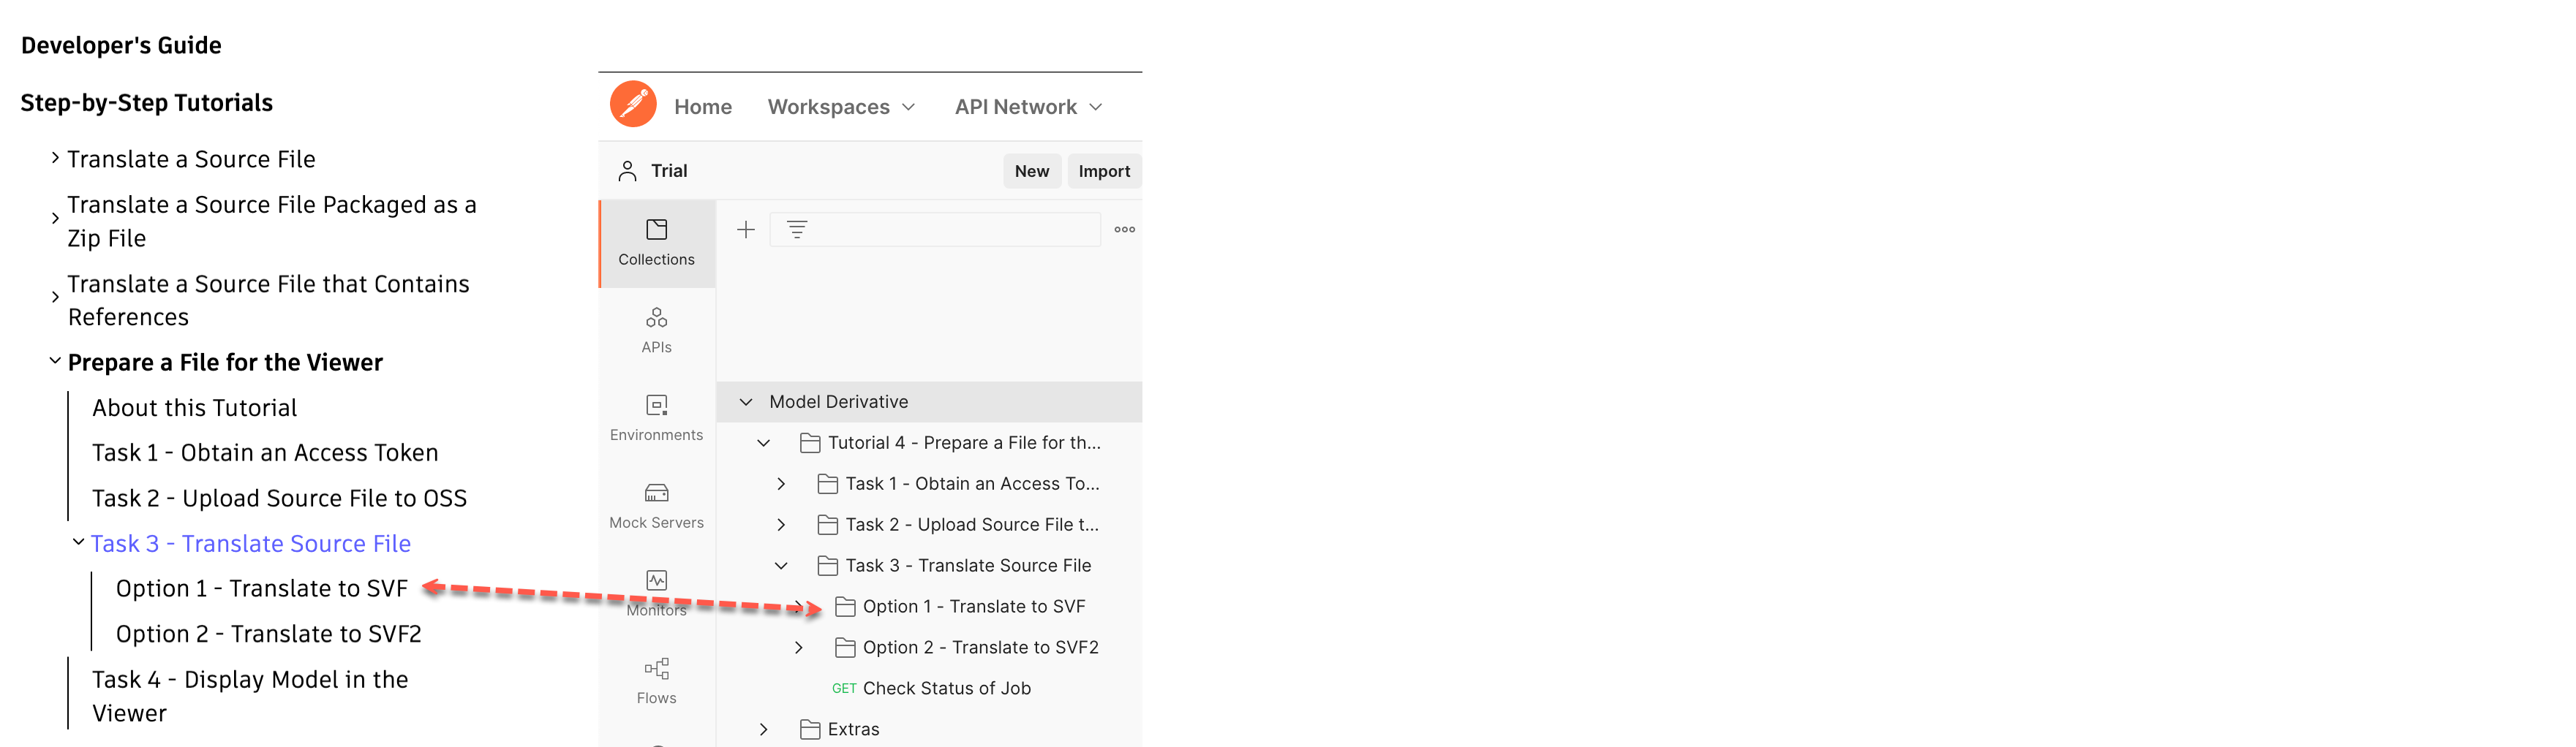 Developer's Guide
Step-by-Step Tutorials
Translate a Source File
Translate a Source File Packaged as a
Zip File
Translate a Source File that Contains
References
Prepare a File for the Viewer
About this Tutorial
Task 1 - Obtain an Access Token
Task 2 - Upload Source File to OSS
Task 3 - Translate Source File
Option 1 - Translate to SVF
Option 2 - Translate to SVF2
Task 4 - Display Model in the
Viewer
Home Workspaces API Network
Trial New Import
Collections
APIs
Environments
Mock Servers
Monitors
Flows
Model Derivative
Tutorial 4 - Prepare a File for th...
Task 1 - Obtain an Access To...
Task 2 - Upload Source File t...
Task 3 - Translate Source File
Option 1 - Translate to SVF
Option 2 - Translate to SVF2
GET Check Status of Job
Extras